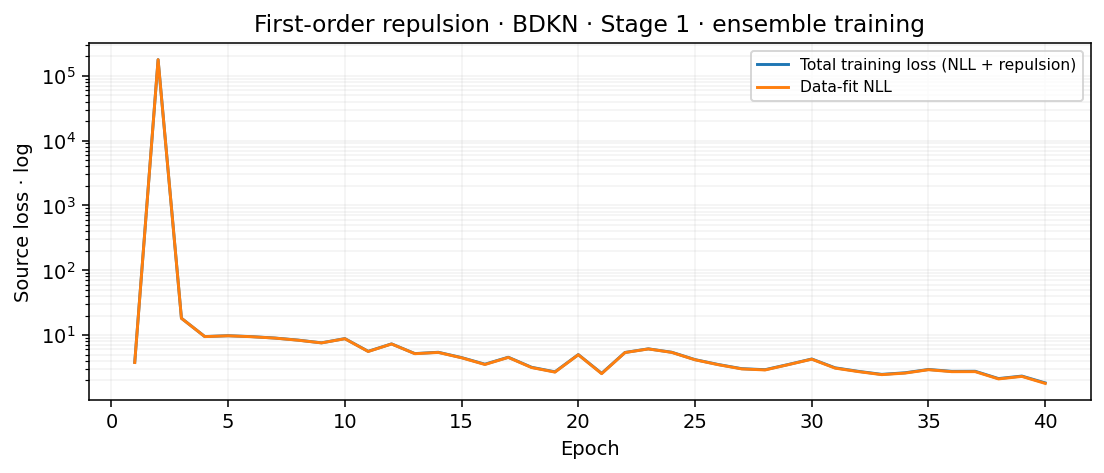 First-order repulsion · BDKN · Stage 1 · ensemble training
Total training loss (NLL + repulsion)
Data-fit NLL
Source loss · log
10⁵
10⁴
10³
10²
10¹
0 5 10 15 20 25 30 35 40
Epoch